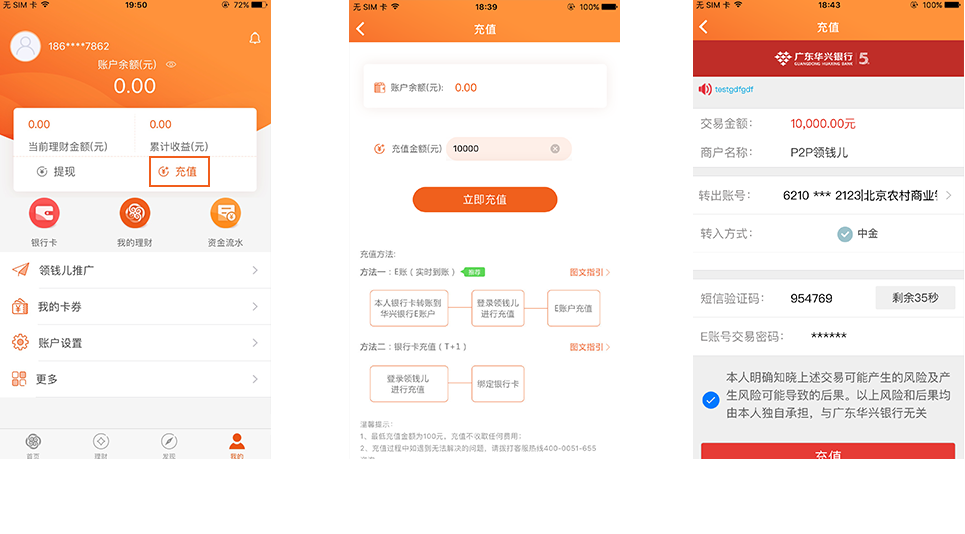 无 SIM 卡 19:50 72%
186****7862
账户余额(元)
0.00
0.00 0.00
当前理财金额(元) 累计收益(元)
提现 充值
银行卡 我的理财 资金流水
领钱儿推广
我的卡券
账户设置
更多
首页 理财 发现 我的
无 SIM 卡 18:39 100%
充值
账户余额(元): 0.00
充值金额(元) 10000
立即充值
充值方法:
方法一：E账（实时到账） 推荐 图文指引
本人银行卡转账到
华兴银行E账户
登录领钱儿
进行充值
E账户充值
方法二：银行卡充值（T+1） 图文指引
登录领钱儿
进行充值
绑定银行卡
温馨提示:
1、最低充值金额为100元。充值不收取任何费用；
2、充值过程中如遇到无法解决的问题，请拨打客服热线400-0051-655
无 SIM 卡 18:43 100%
充值
广东华兴银行 5
GUANGDONG HUAXING BANK
testgdfgdf
交易金额： 10,000.00元
商户名称： P2P领钱儿
转出账号： 6210 *** 2123|北京农村商业
转入方式： 中金
短信验证码： 954769 剩余35秒
E账号交易密码： ******
本人明确知晓上述交易可能产生的风险及产
生风险可能导致的后果。以上风险和后果均
由本人独自承担，与广东华兴银行无关
充值